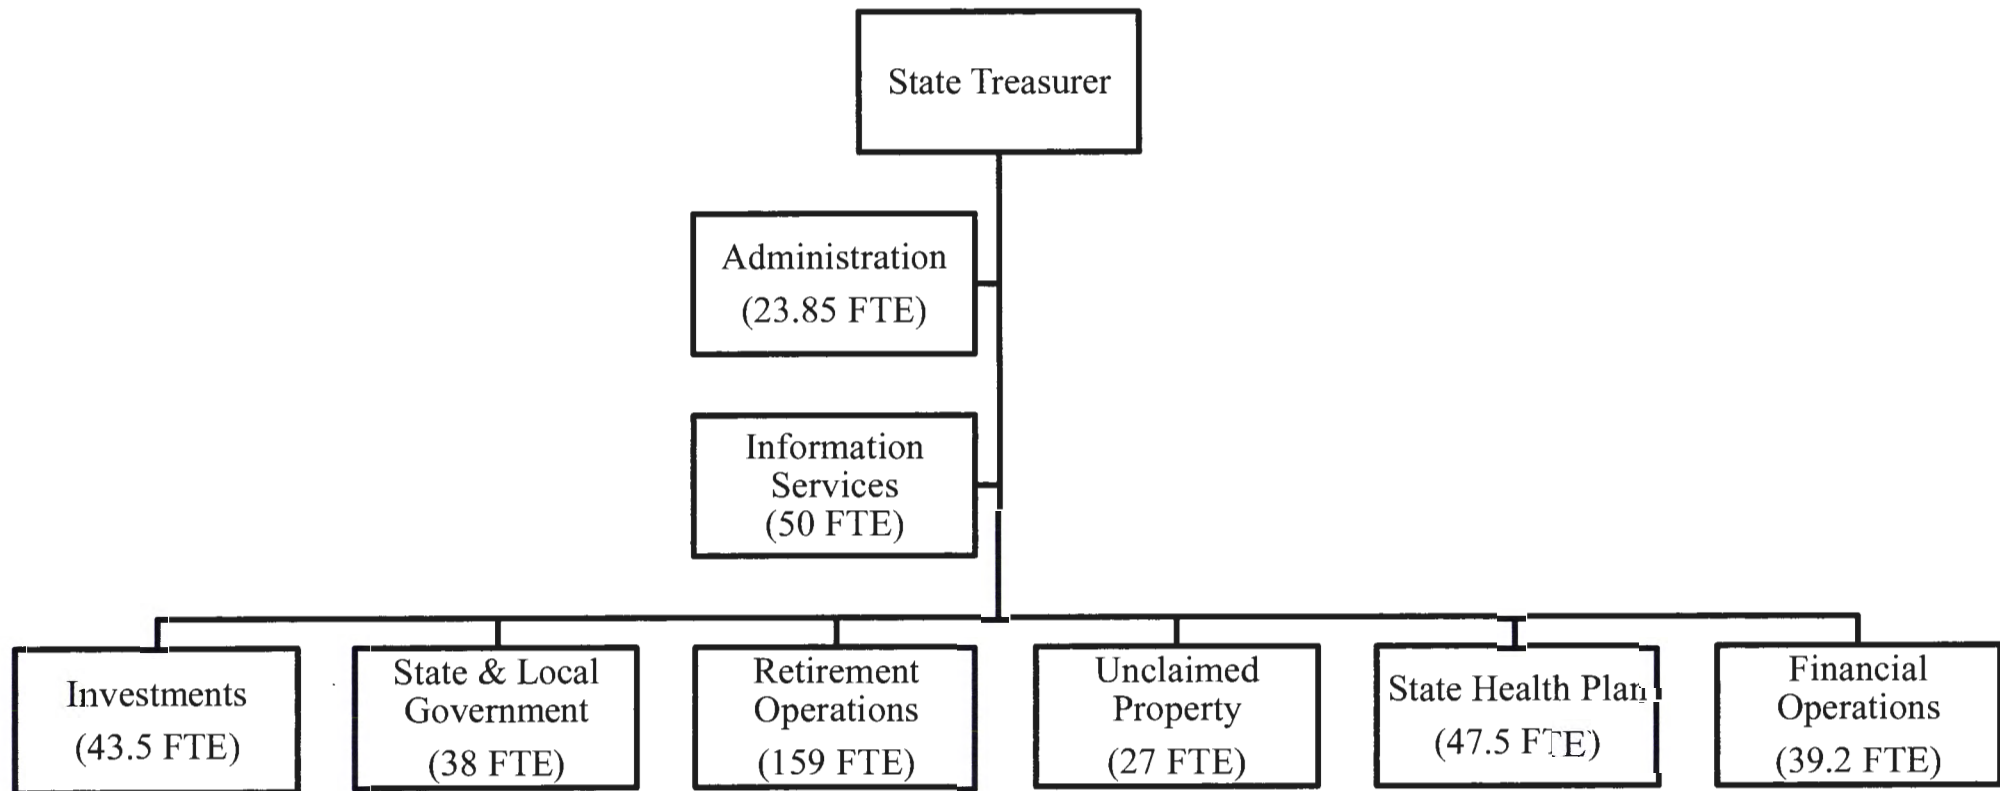 State Treasurer
Administration
(23.85 FTE)
Information
Services
(50 FTE)
Investments
(43.5 FTE)
State & Local
Government
(38 FTE)
Retirement
Operations
(159 FTE)
Unclaimed
Property
(27 FTE)
State Health Plan
(47.5 FTE)
Financial
Operations
(39.2 FTE)